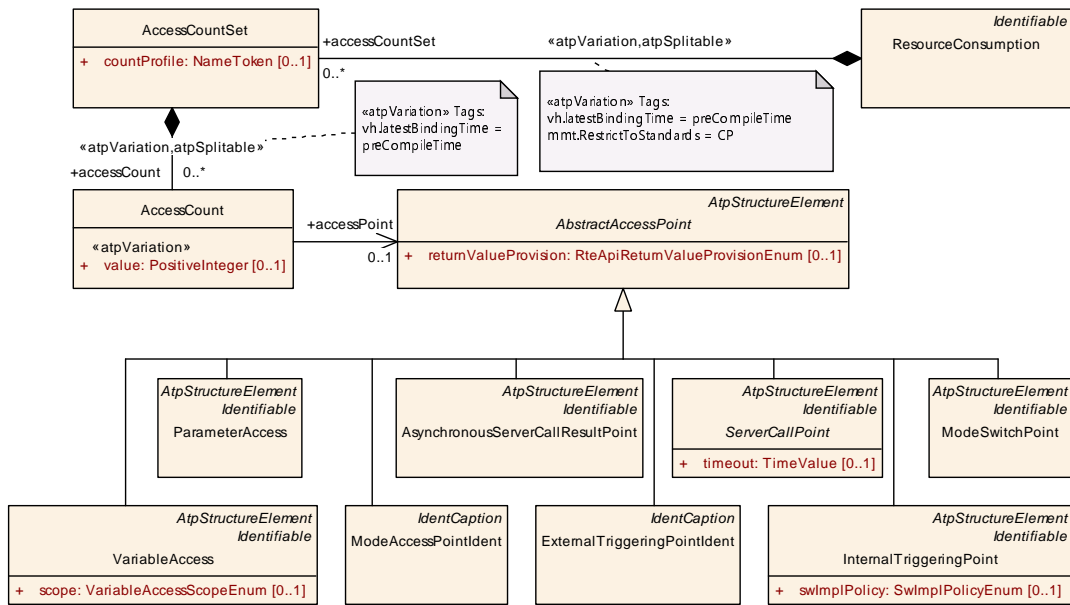 AccessCountSet
+ countProfile: NameToken [0..1]
+accessCountSet
0..*
«atpVariation,atpSplitable»
Identifiable
ResourceConsumption
«atpVariation» Tags:
vh.latestBindingTime =
preCompileTime
«atpVariation» Tags:
vh.latestBindingTime = preCompileTime
mmt.RestrictToStandards = CP
«atpVariation,atpSplitable»
+accessCount 0..*
AccessCount
«atpVariation»
+ value: PositiveInteger [0..1]
+accessPoint
0..1
AtpStructureElement
AbstractAccessPoint
+ returnValueProvision: RteApiReturnValueProvisionEnum [0..1]
AtpStructureElement
Identifiable
ParameterAccess
AtpStructureElement
Identifiable
AsynchronousServerCallResultPoint
AtpStructureElement
Identifiable
ServerCallPoint
+ timeout: TimeValue [0..1]
AtpStructureElement
Identifiable
ModeSwitchPoint
AtpStructureElement
Identifiable
VariableAccess
+ scope: VariableAccessScopeEnum [0..1]
IdentCaption
ModeAccessPointIdent
IdentCaption
ExternalTriggeringPointIdent
AtpStructureElement
Identifiable
InternalTriggeringPoint
+ swImplPolicy: SwImplPolicyEnum [0..1]